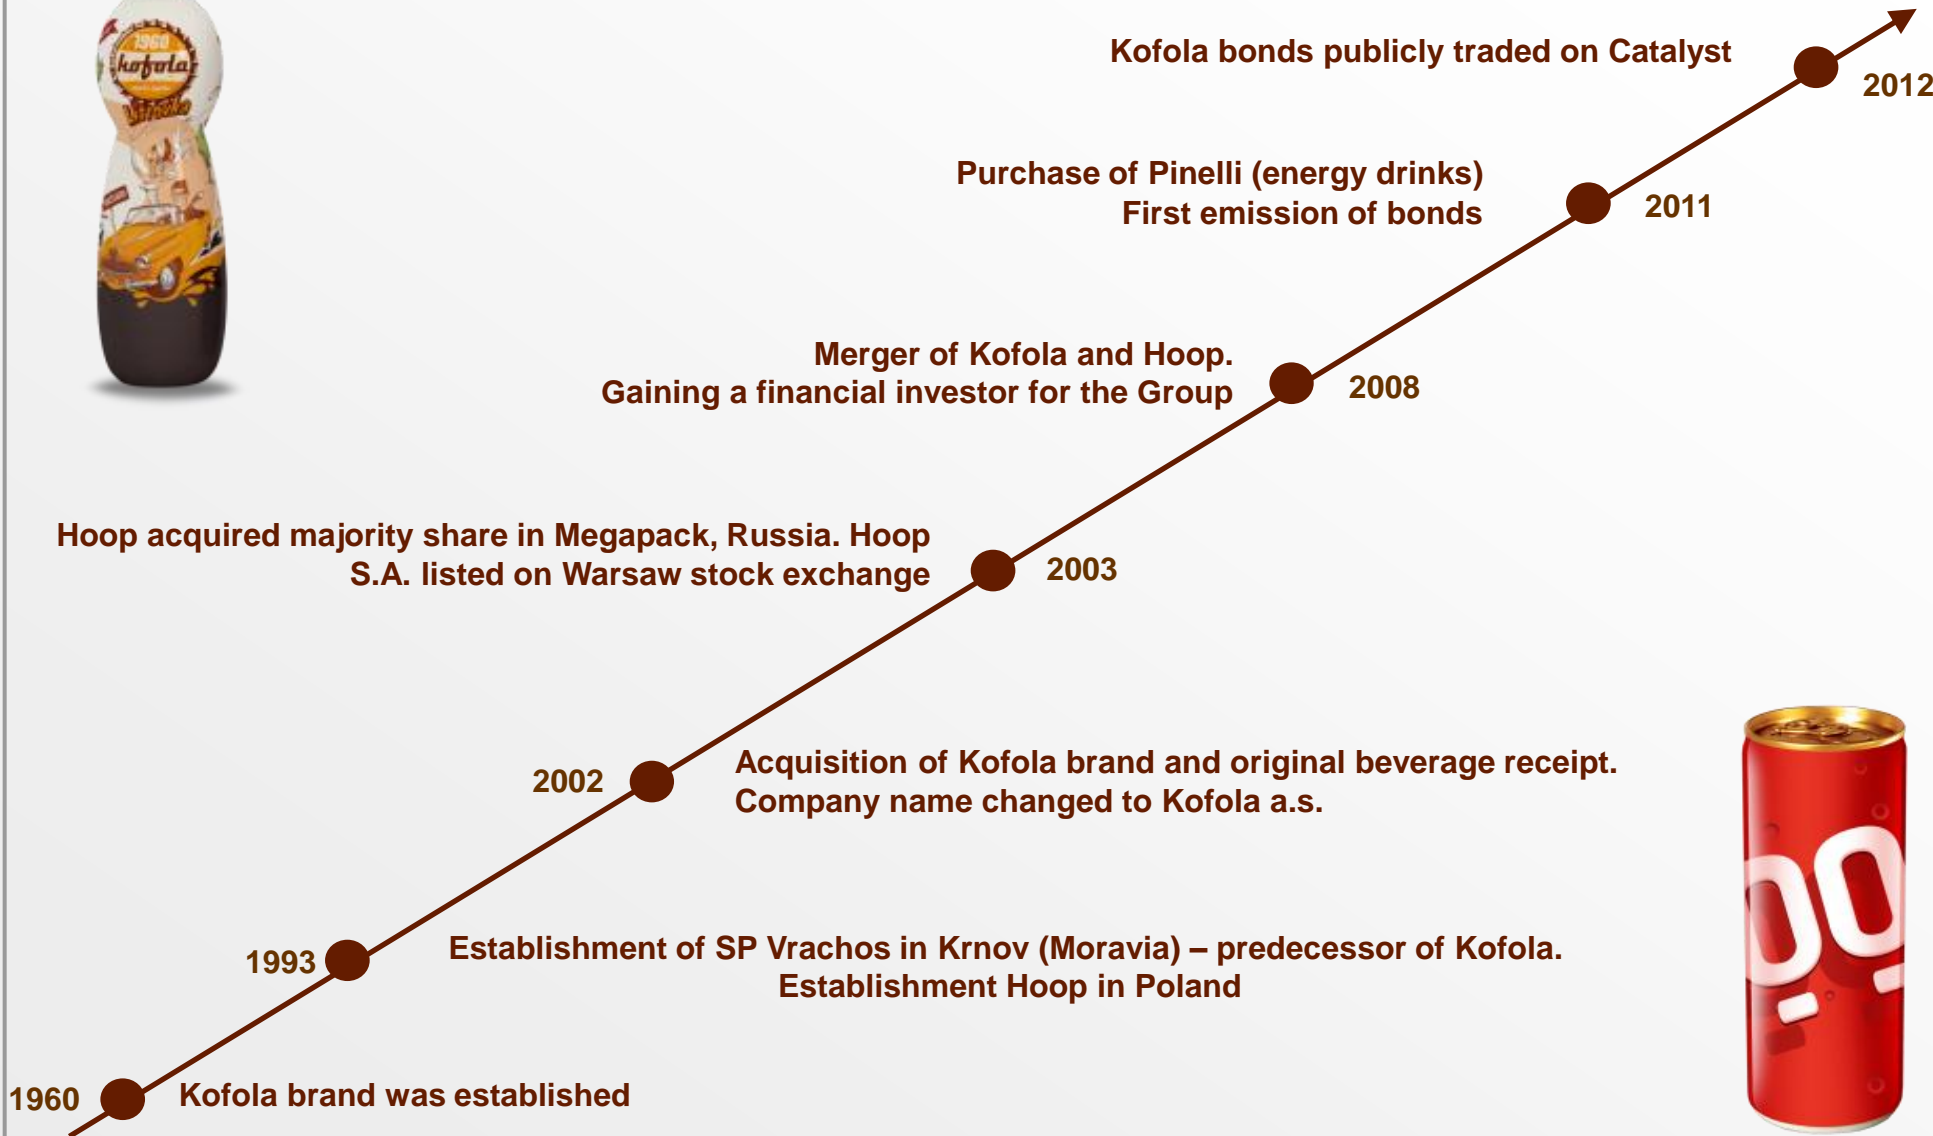 1960
kofola
Kofola bonds publicly traded on Catalyst
2012
Purchase of Pinelli (energy drinks)
First emission of bonds
2011
Merger of Kofola and Hoop.
Gaining a financial investor for the Group
2008
Hoop acquired majority share in Megapack, Russia. Hoop
S.A. listed on Warsaw stock exchange
2003
2002
Acquisition of Kofola brand and original beverage receipt.
Company name changed to Kofola a.s.
1993
Establishment of SP Vrachos in Krnov (Moravia) – predecessor of Kofola.
Establishment Hoop in Poland
1960
Kofola brand was established